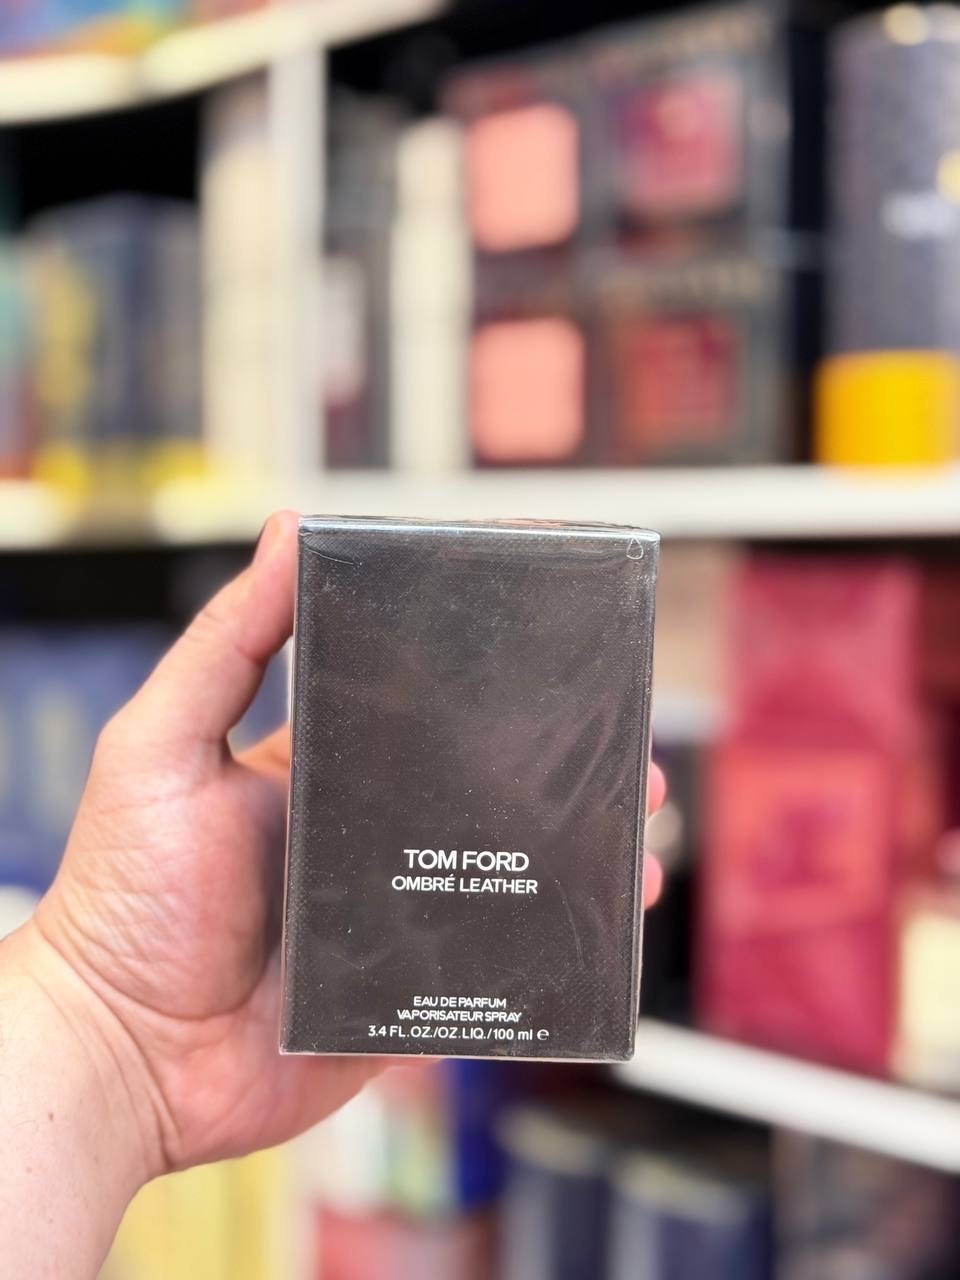 TOM FORD
OMBRÉ LEATHER
EAU DE PARFUM
VAPORISATEUR SPRAY
3.4 FL.OZ./OZ.LIQ./100 ml ℮